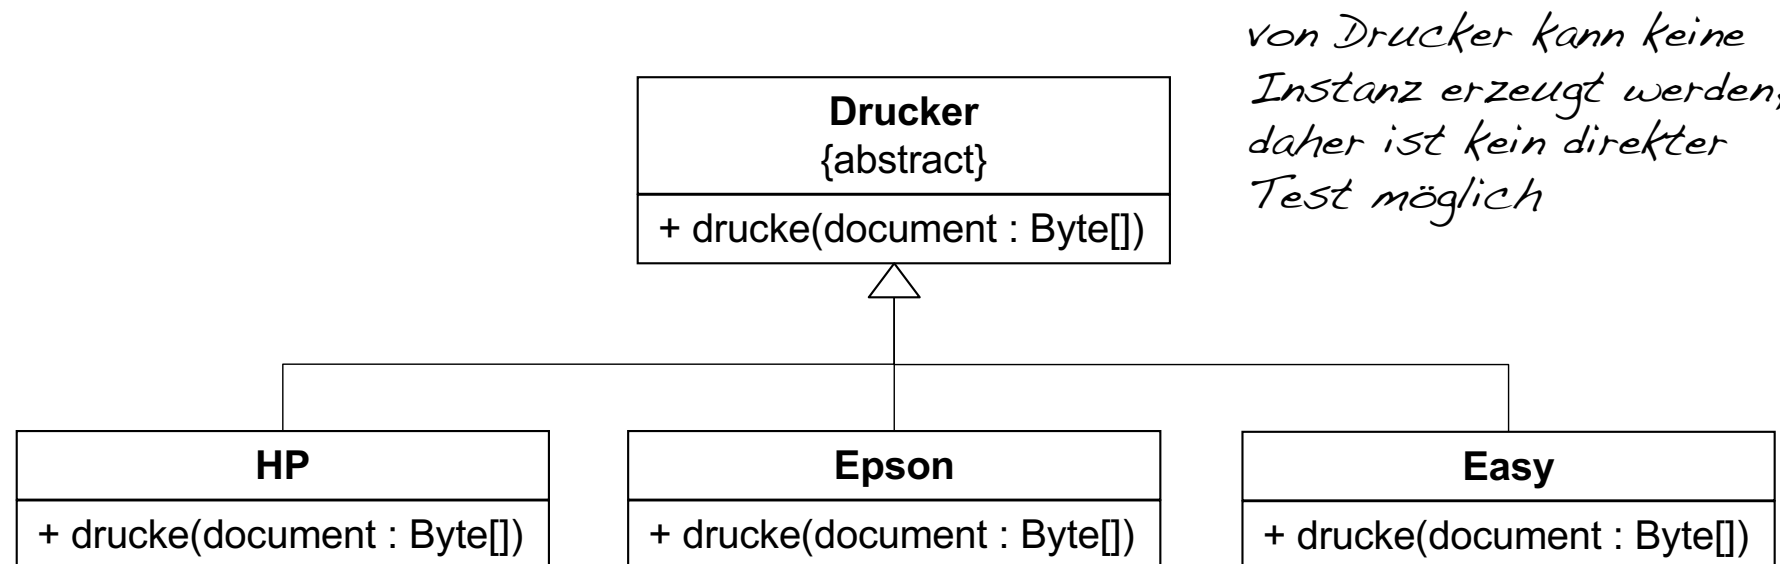 von Drucker kann keine
Instanz erzeugt werden,
daher ist kein direkter
Test möglich
Drucker
{abstract}
+ drucke(document : Byte[])
HP
+ drucke(document : Byte[])
Epson
+ drucke(document : Byte[])
Easy
+ drucke(document : Byte[])